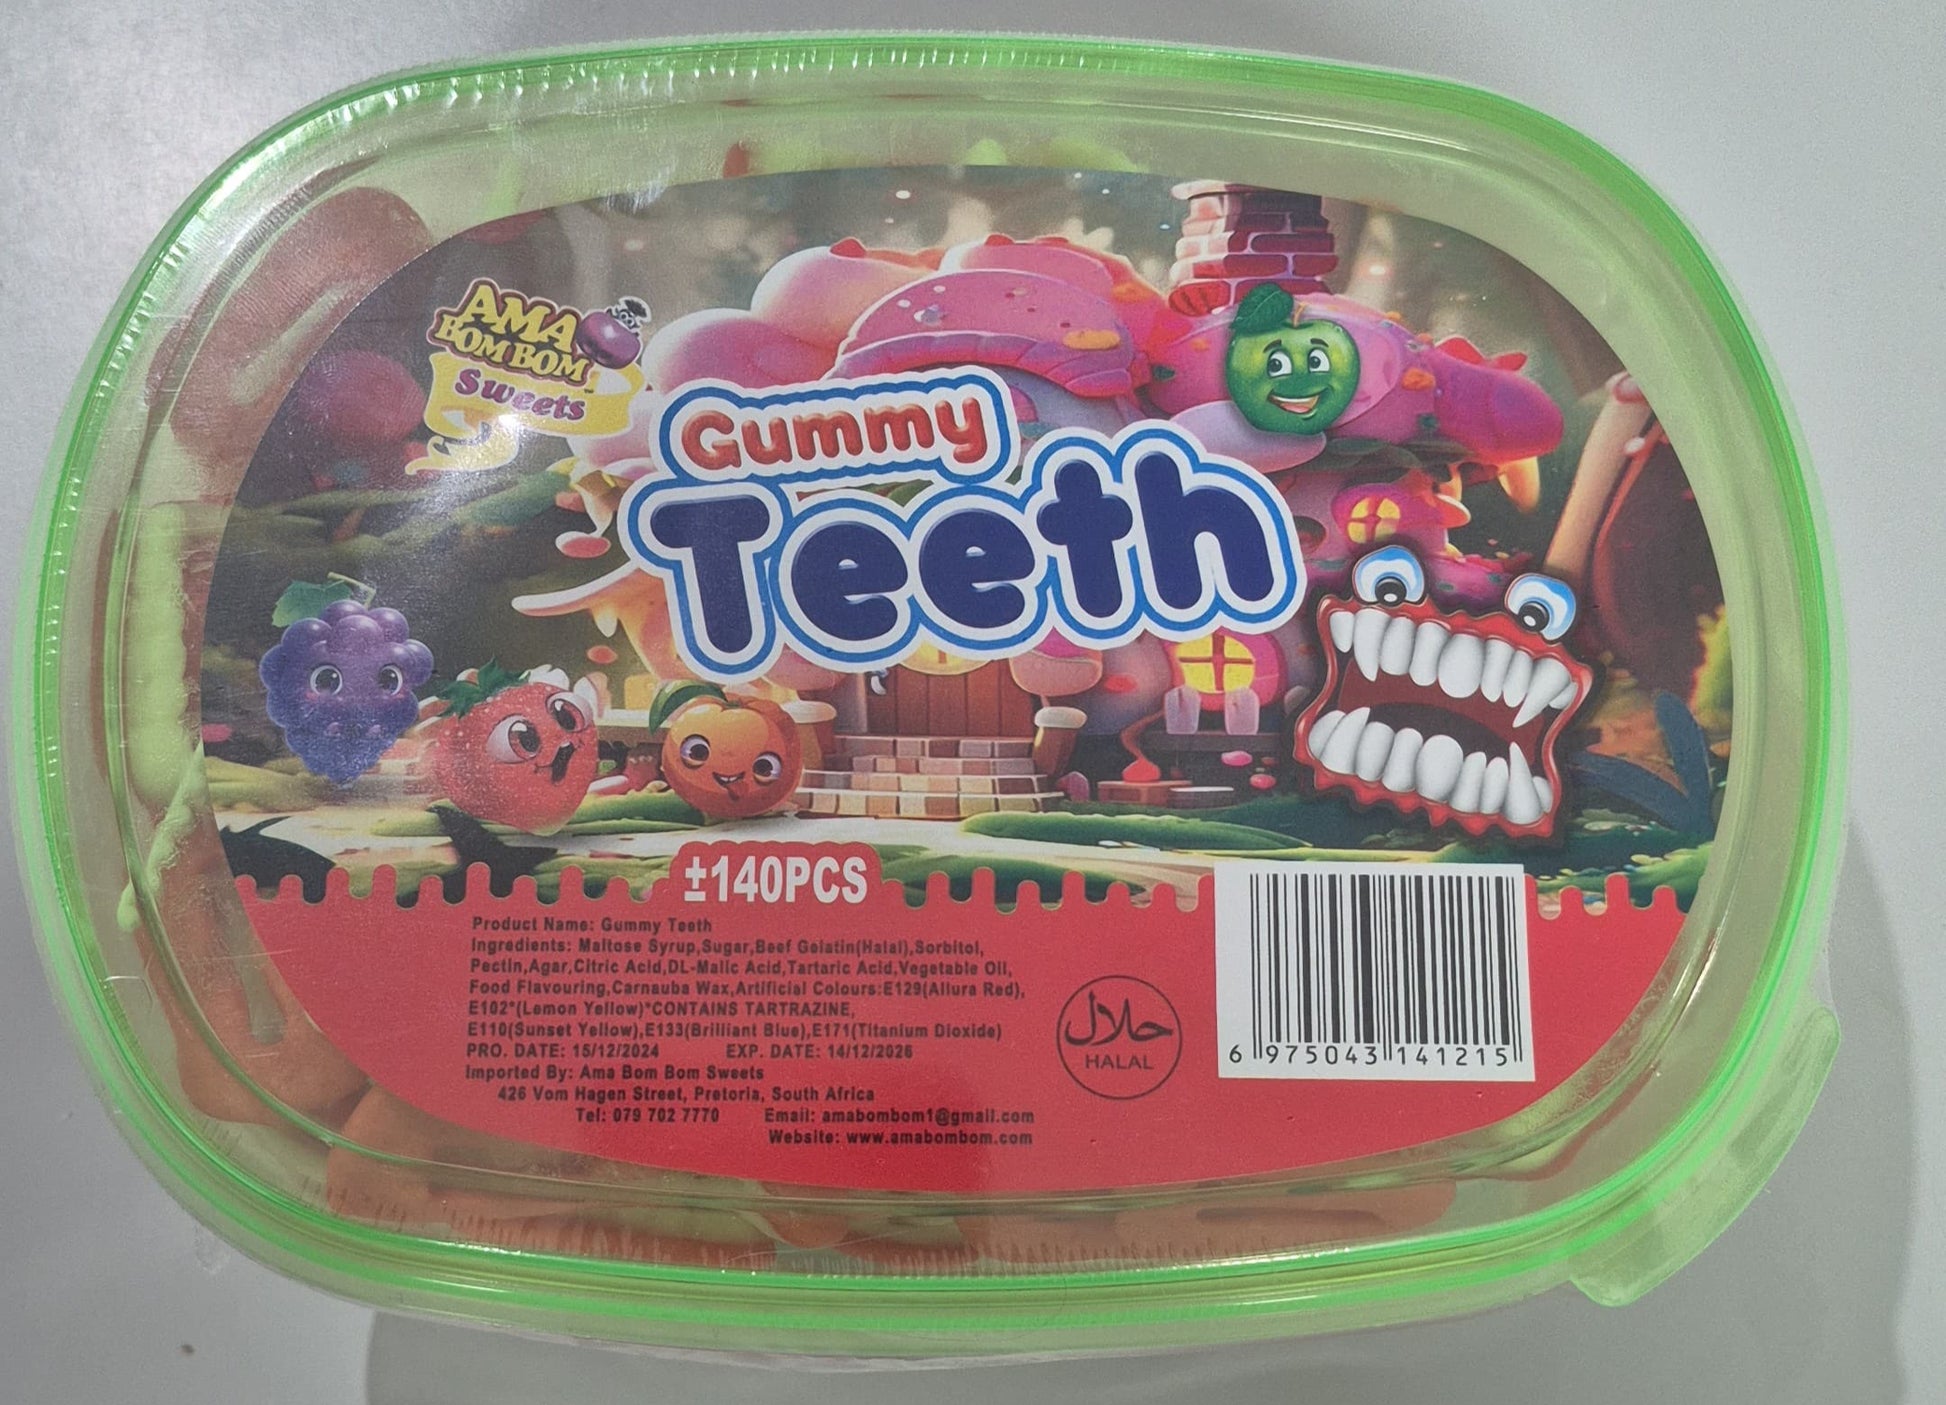 AMA
BOM BOM™
Sweets
Gummy
Teeth
±140PCS
Product Name: Gummy Teeth
Ingredients: Maltose Syrup,Sugar,Beef Gelatin(Halal),Sorbitol,
Pectin,Agar,Citric Acid,DL-Malic Acid,Tartaric Acid,Vegetable Oil,
Food Flavouring,Carnauba Wax,Artificial Colours:E129(Allura Red),
E102*(Lemon Yellow)*CONTAINS TARTRAZINE,
E110(Sunset Yellow),E133(Brilliant Blue),E171(Titanium Dioxide)
PRO. DATE: 15/12/2024 EXP. DATE: 14/12/2026
Imported By: Ama Bom Bom Sweets
426 Vom Hagen Street, Pretoria, South Africa
Tel: 079 702 7770 Email: amabombom1@gmail.com
Website: www.amabombom.com
حلال
HALAL
6 975043 141215